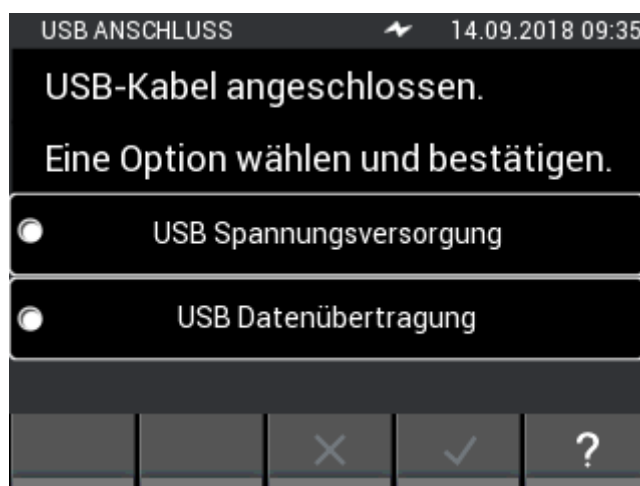 USB ANSCHLUSS 14.09.2018 09:35
USB-Kabel angeschlossen.
Eine Option wählen und bestätigen.
USB Spannungsversorgung
USB Datenübertragung
?